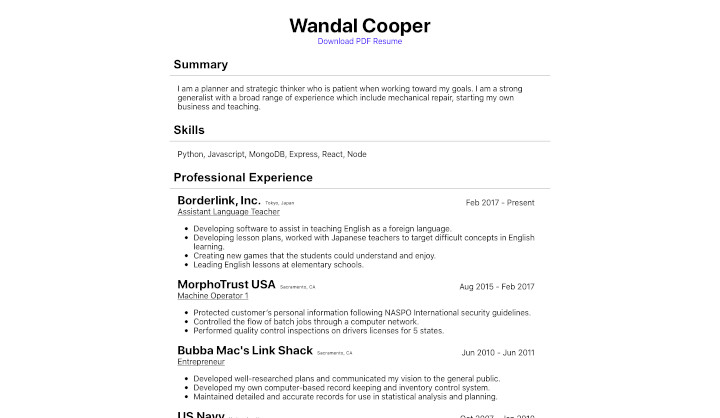 Wandal Cooper
Download PDF Resume
Summary
I am a planner and strategic thinker who is patient when working toward my goals. I am a strong
generalist with a broad range of experience which include mechanical repair, starting my own
business and teaching.
Skills
Python, Javascript, MongoDB, Express, React, Node
Professional Experience
Borderlink, Inc. Tokyo, Japan Feb 2017 - Present
Assistant Language Teacher
• Developing software to assist in teaching English as a foreign language.
• Developing lesson plans, worked with Japanese teachers to target difficult concepts in English
learning.
• Creating new games that the students could understand and enjoy.
• Leading English lessons at elementary schools.
MorphoTrust USA Sacramento, CA Aug 2015 - Feb 2017
Machine Operator 1
• Protected customer's personal information following NASPO International security guidelines.
• Controlled the flow of batch jobs through a computer network.
• Performed quality control inspections on drivers licenses for 5 states.
Bubba Mac's Link Shack Sacramento, CA Jun 2010 - Jun 2011
Entrepreneur
• Developed well-researched plans and communicated my vision to the general public.
• Developed my own computer-based record keeping and inventory control system.
• Maintained detailed and accurate records for use in statistical analysis and planning.
US Navy Oct 2007 - Jan 2010